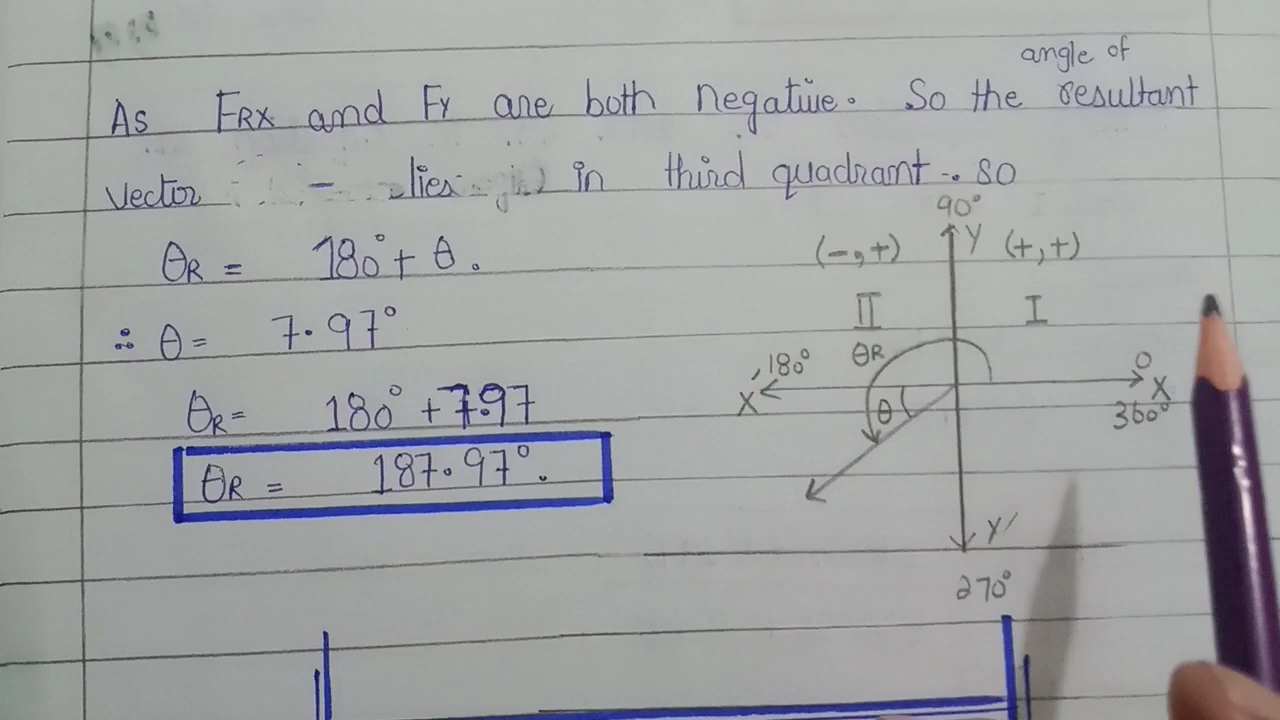 angle of
As FRX and FY are both negative. So the resultant
vector - lies in third quadrant. so
θR = 180° + θ.
∴ θ = 7.97°
θR = 180° + 7.97
θR = 187.97°.
90°
(-,+) Y (+,+)
II I
,180° θR 0
X θ X
360°
Y'
270°